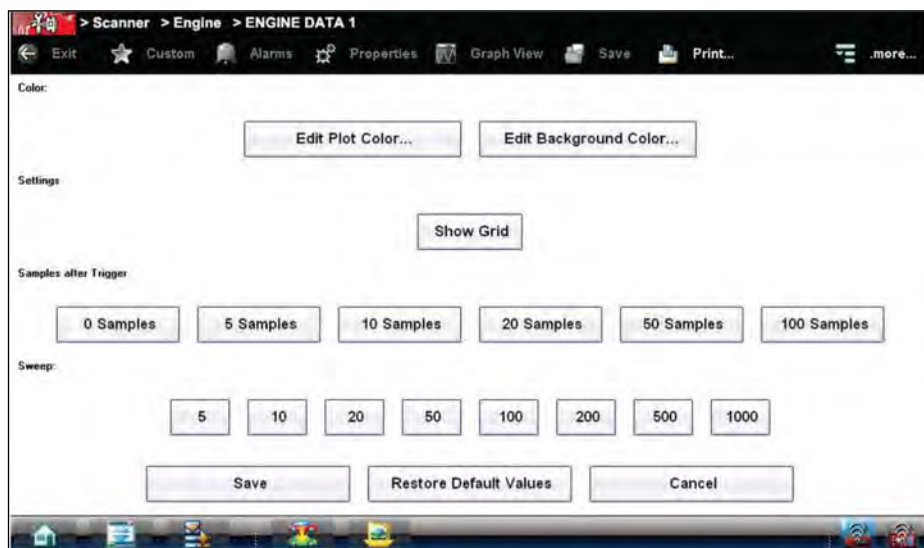 > Scanner > Engine > ENGINE DATA 1
Exit Custom Alarms Properties Graph View Save Print... .more...
Color:
Edit Plot Color... Edit Background Color...
Settings
Show Grid
Samples after Trigger
0 Samples 5 Samples 10 Samples 20 Samples 50 Samples 100 Samples
Sweep:
5 10 20 50 100 200 500 1000
Save Restore Default Values Cancel